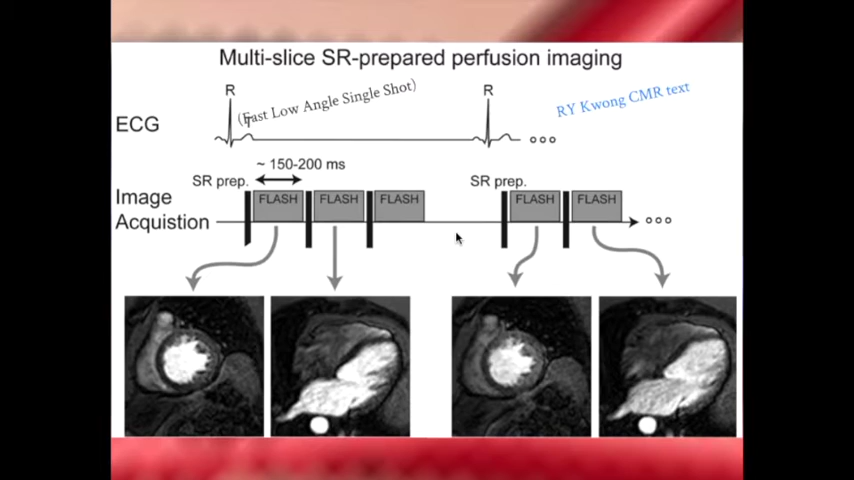 Multi-slice SR-prepared perfusion imaging
R
(Fast Low Angle Single Shot)
R
RY Kwong CMR text
ECG
~ 150-200 ms
SR prep.
SR prep.
Image
Acquistion
FLASH
FLASH
FLASH
FLASH
FLASH